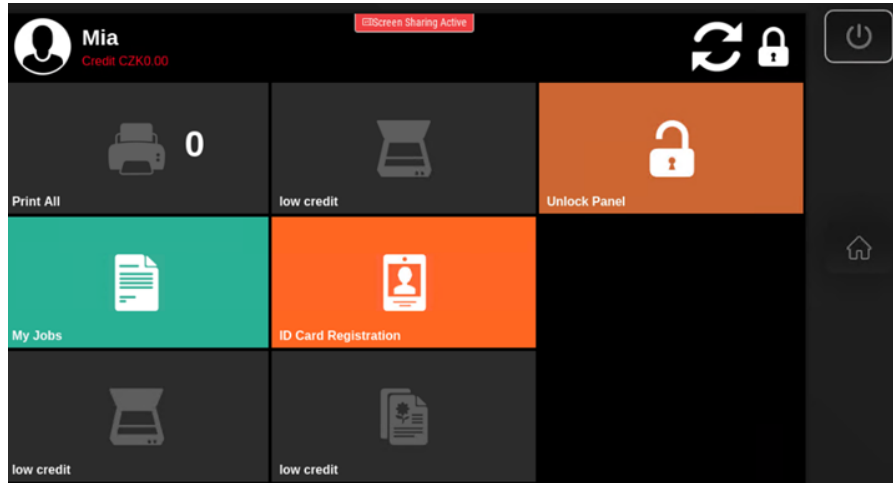 Mia
Screen Sharing Active
Credit CZK0.00
0
Print All
low credit
Unlock Panel
My Jobs
ID Card Registration
low credit
low credit